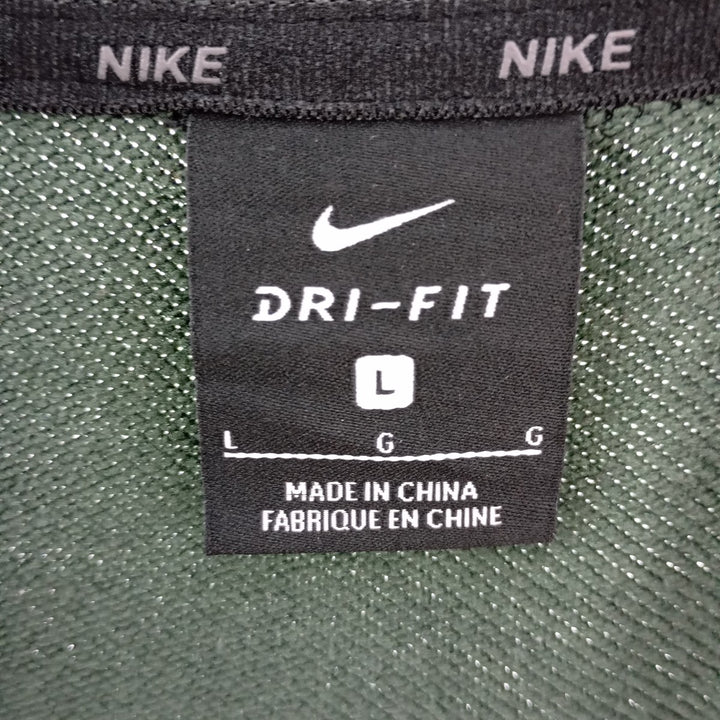 NIKE NIKE
DRI-FIT
L
L G G
MADE IN CHINA
FABRIQUE EN CHINE